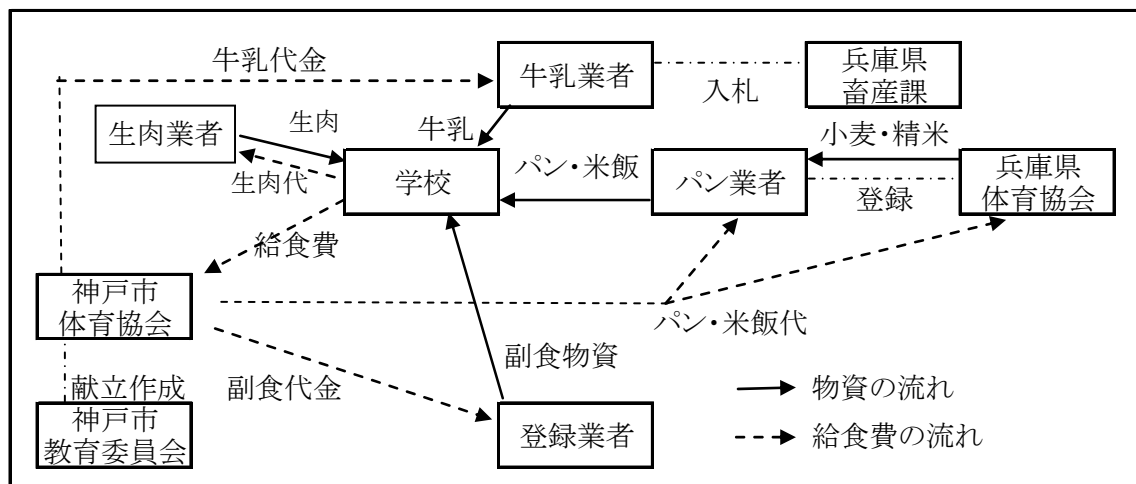 牛乳代金
牛乳業者
入札
兵庫県
畜産課
生肉業者
生肉
牛乳
生肉代
学校
パン・米飯
パン業者
小麦・精米
登録
兵庫県
体育協会
給食費
神戸市
体育協会
パン・米飯代
副食物資
献立作成
副食代金
神戸市
教育委員会
登録業者
物資の流れ
給食費の流れ